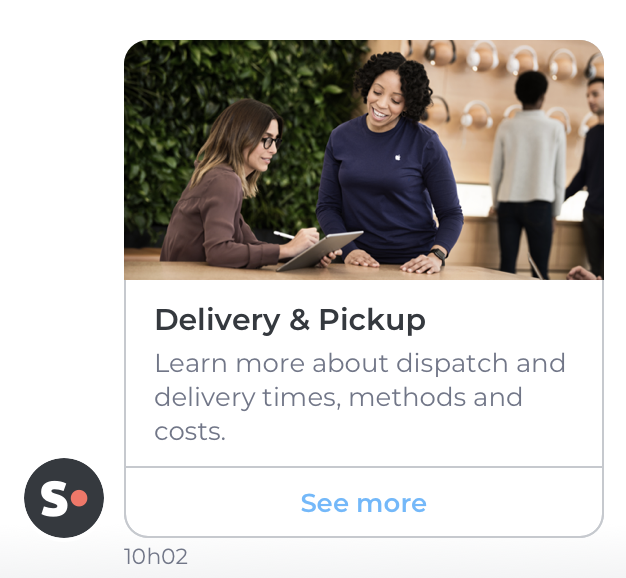 Delivery & Pickup
Learn more about dispatch and
delivery times, methods and
costs.
See more
S
10h02